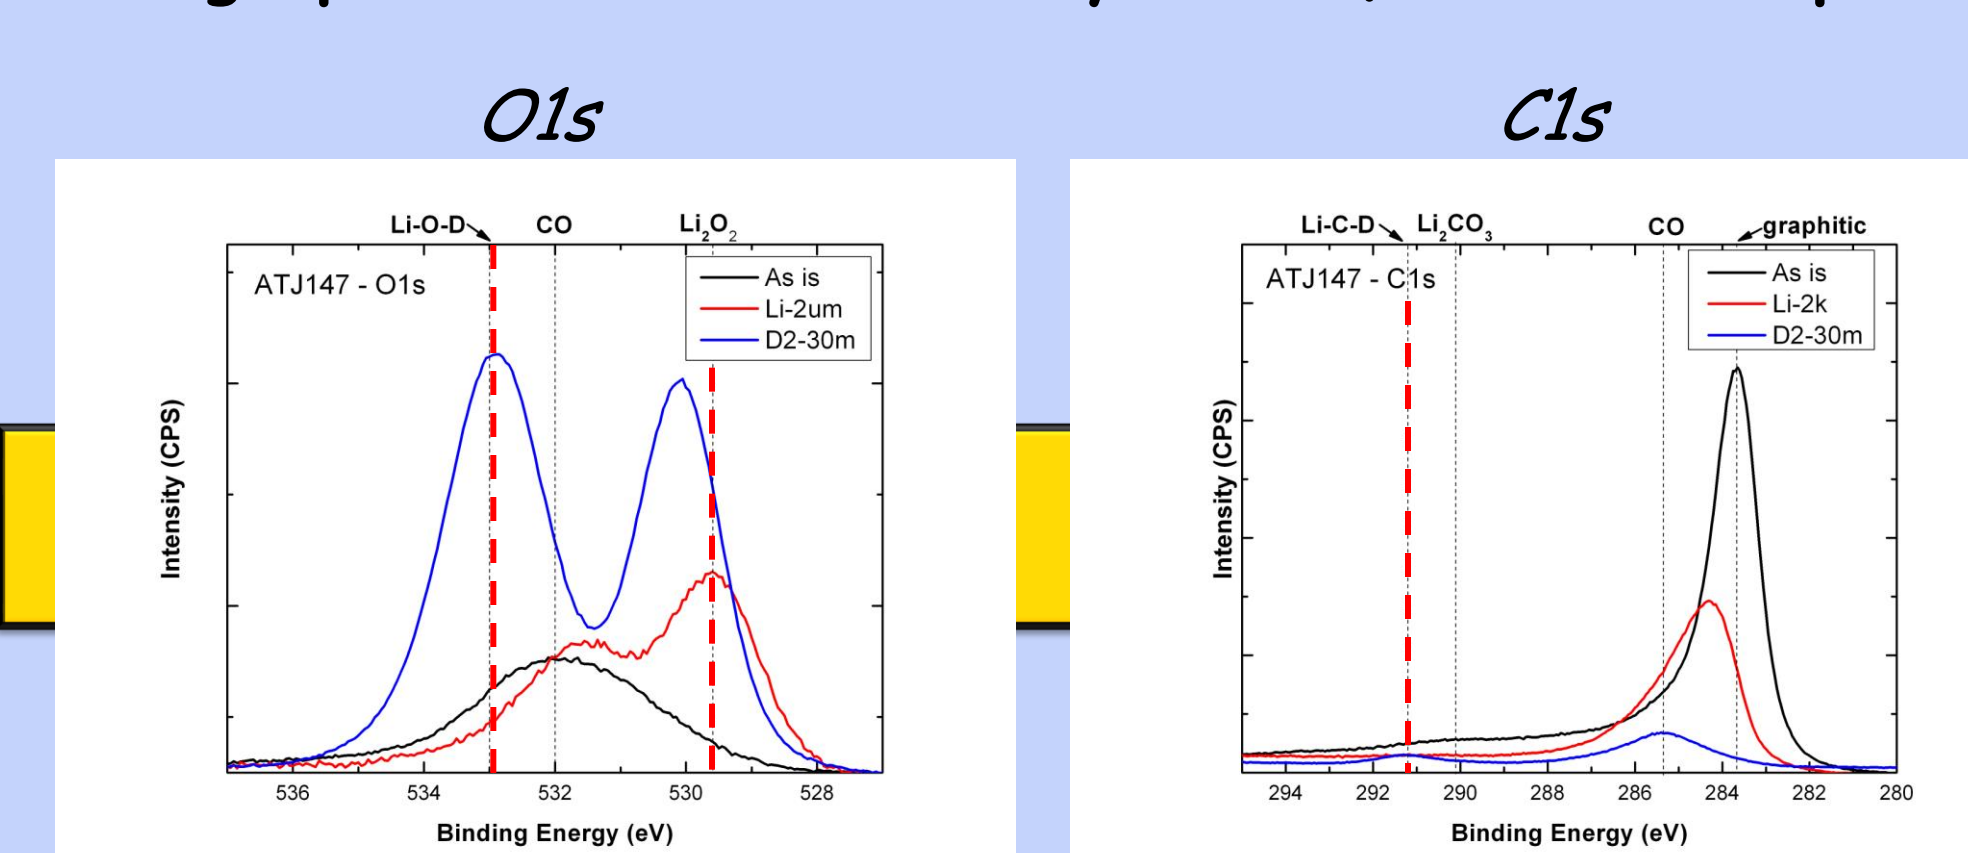 O1s
C1s
Li-O-D CO Li₂O₂
ATJ147 - O1s
As is
Li-2um
D2-30m
Intensity (CPS)
536 534 532 530 528
Binding Energy (eV)
Li-C-D Li₂CO₃ CO graphitic
ATJ147 - C1s
As is
Li-2k
D2-30m
Intensity (CPS)
294 292 290 288 286 284 282 280
Binding Energy (eV)